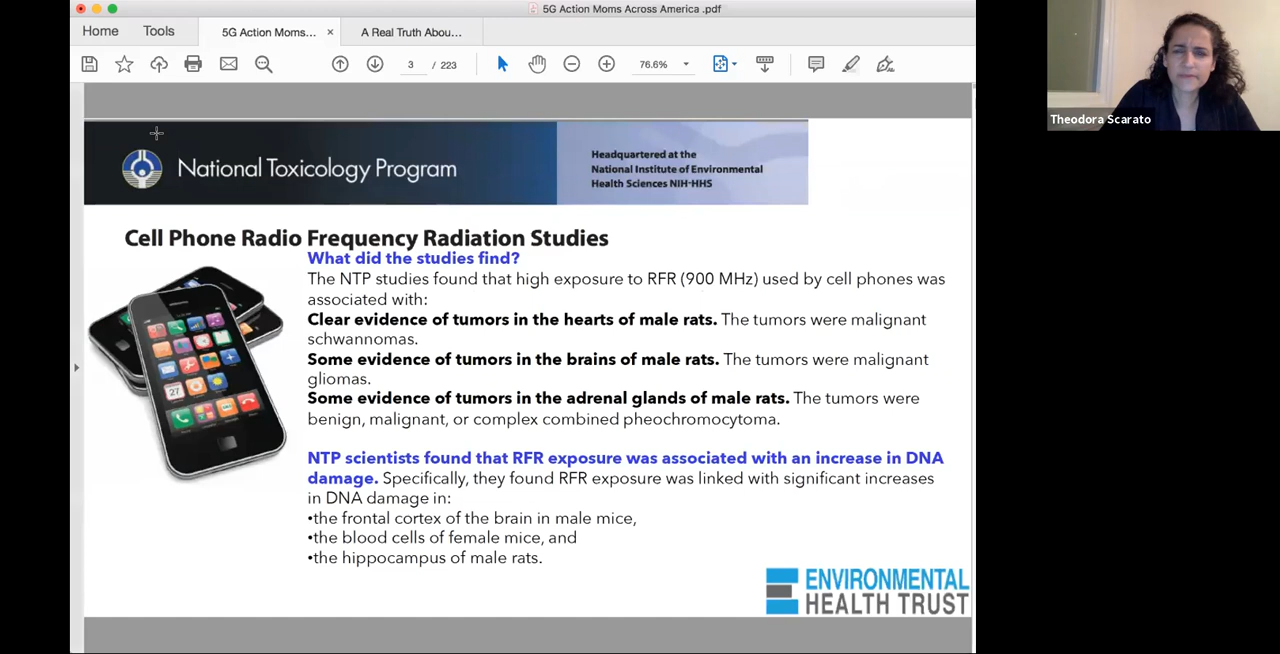 5G Action Moms Across America .pdf
Home Tools 5G Action Moms... × A Real Truth Abou...
3 / 223 76.6%
Theodora Scarato
National Toxicology Program
Headquartered at the
National Institute of Environmental
Health Sciences NIH-HHS
Cell Phone Radio Frequency Radiation Studies
What did the studies find?
The NTP studies found that high exposure to RFR (900 MHz) used by cell phones was
associated with:
Clear evidence of tumors in the hearts of male rats. The tumors were malignant
schwannomas.
Some evidence of tumors in the brains of male rats. The tumors were malignant
gliomas.
Some evidence of tumors in the adrenal glands of male rats. The tumors were
benign, malignant, or complex combined pheochromocytoma.
NTP scientists found that RFR exposure was associated with an increase in DNA
damage. Specifically, they found RFR exposure was linked with significant increases
in DNA damage in:
•the frontal cortex of the brain in male mice,
•the blood cells of female mice, and
•the hippocampus of male rats.
27
ENVIRONMENTAL
HEALTH TRUST